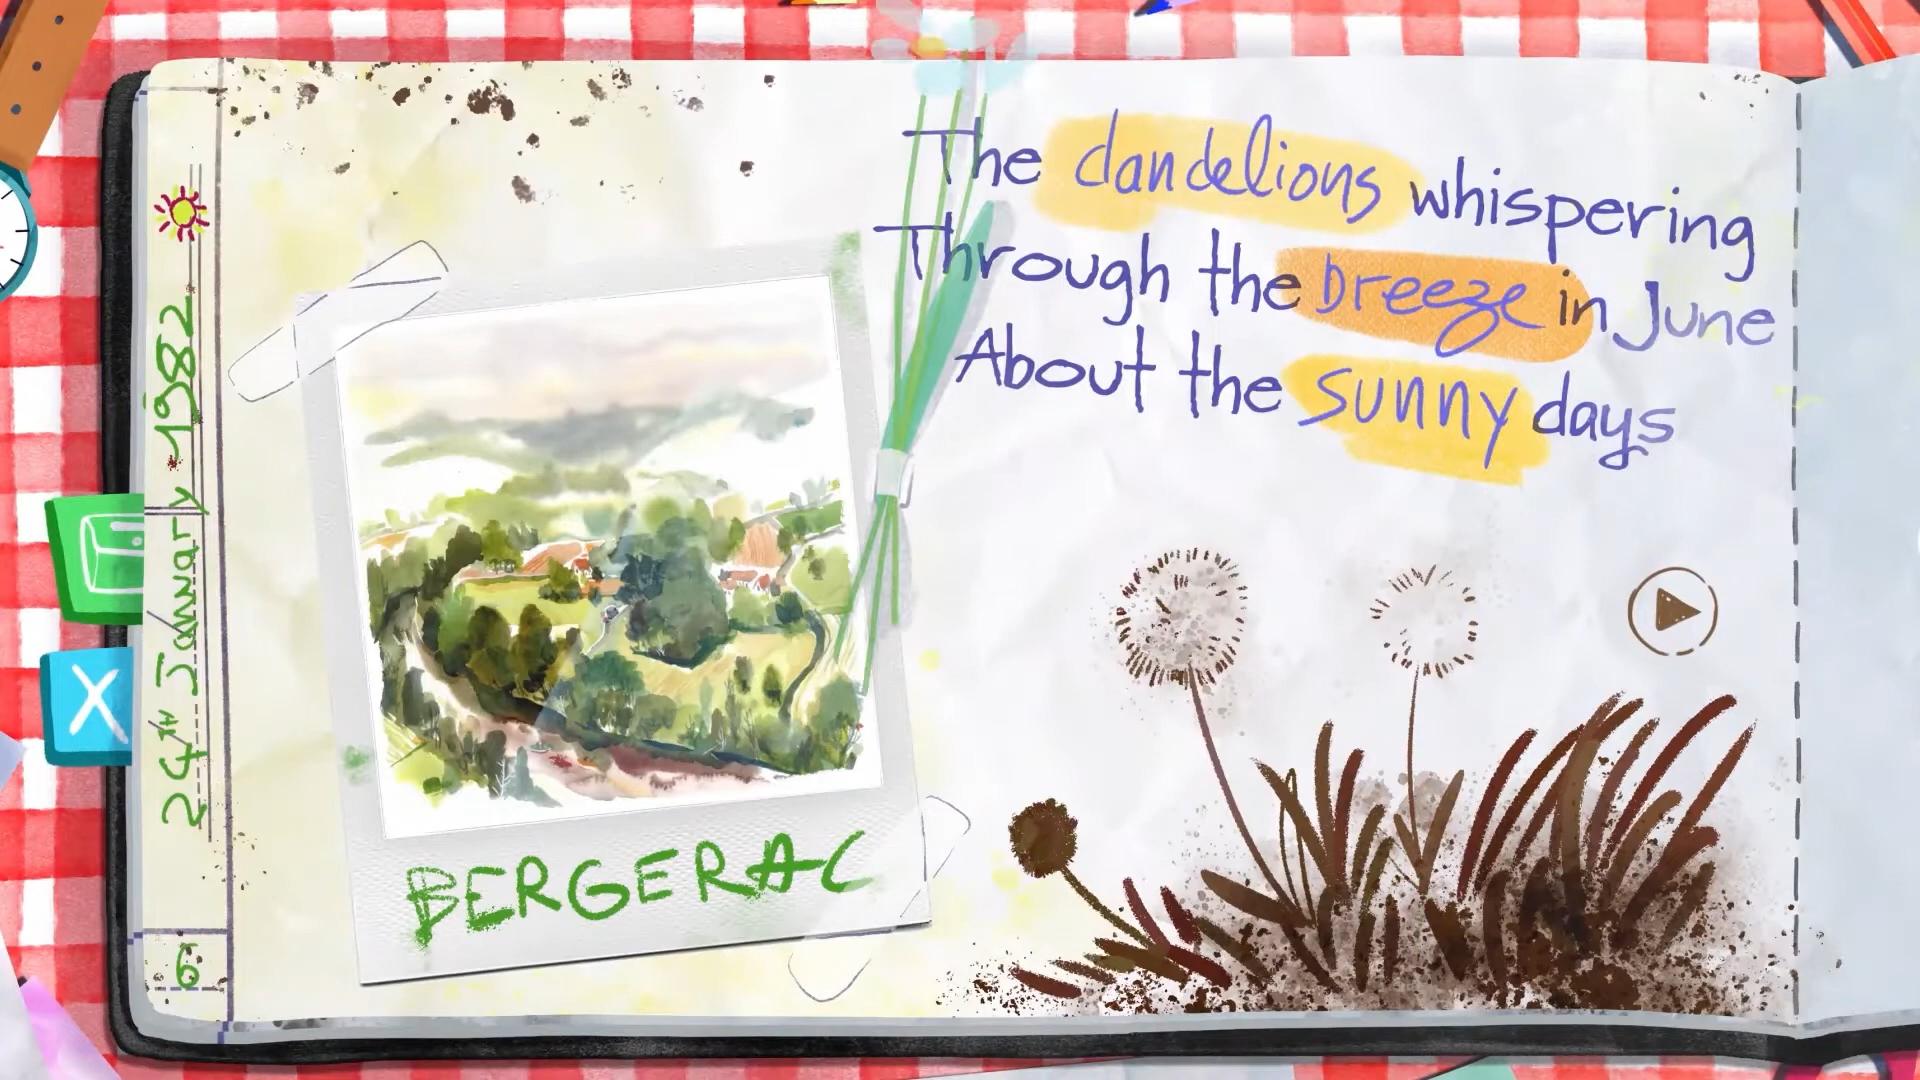 24TH January 1982
6
BERGERAC
The dandelions whispering
Through the breeze in June
About the sunny days
X